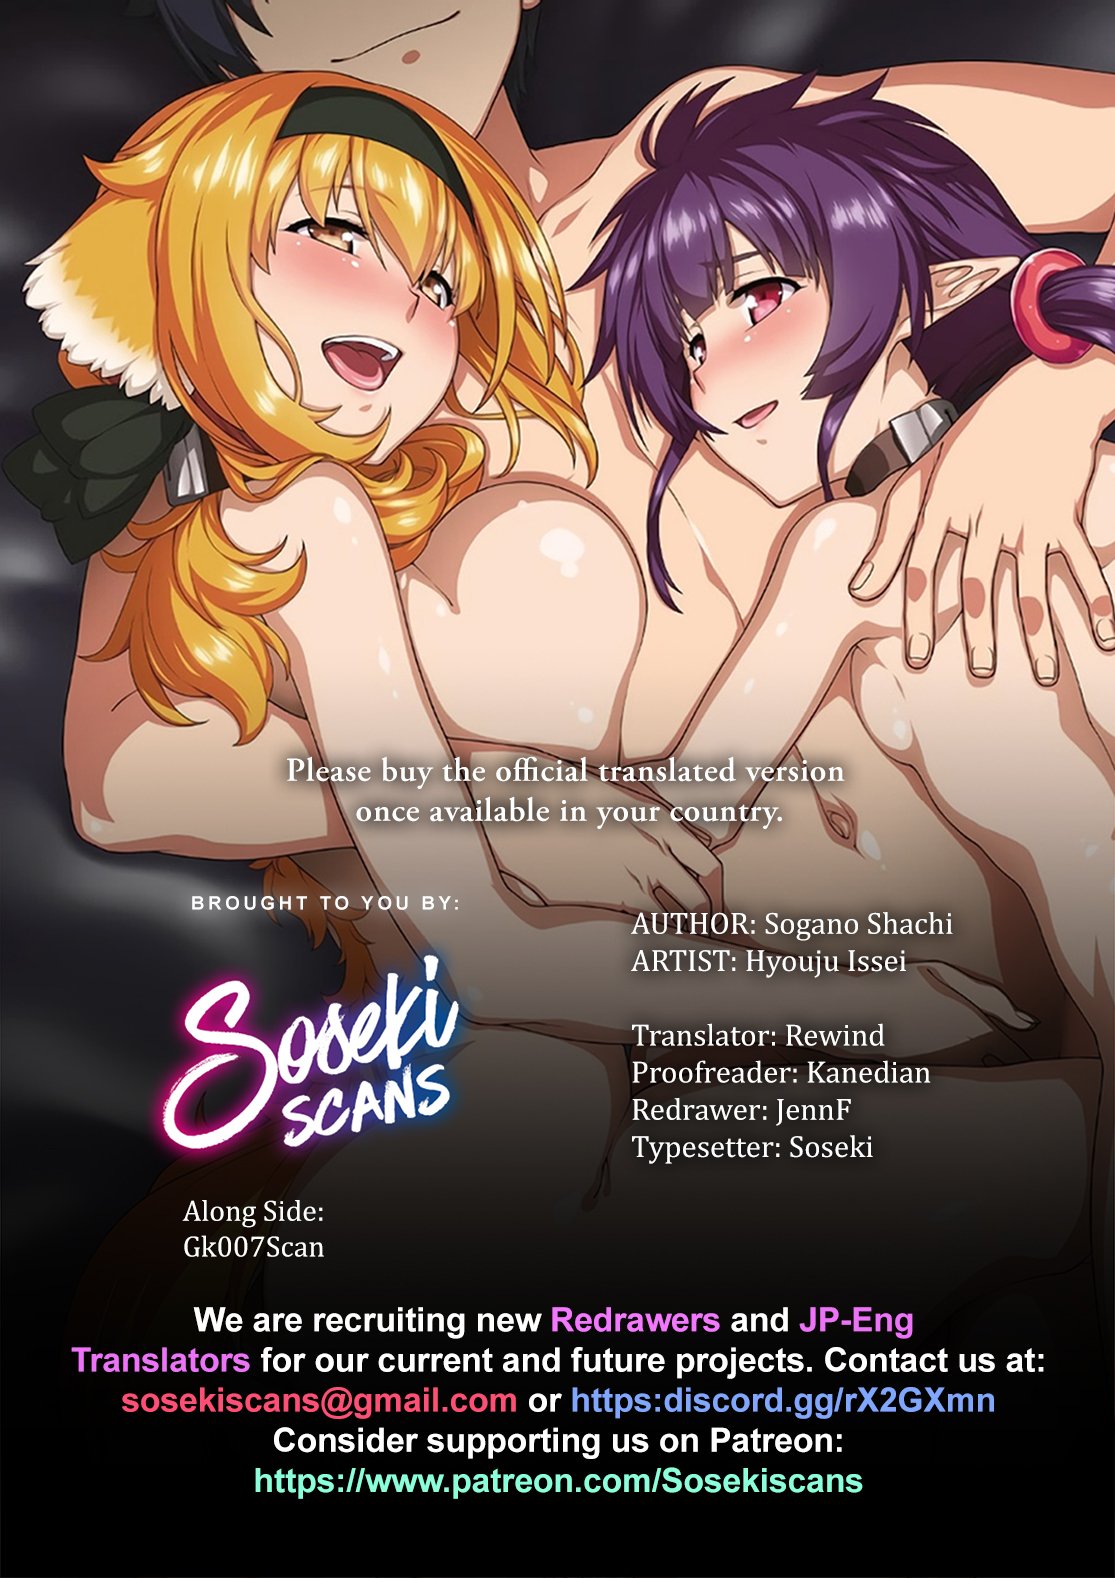 Please buy the official translated version
once available in your country.
BROUGHT TO YOU BY:
Soseki
SCANS
AUTHOR: Sogano Shachi
ARTIST: Hyouju Issei
Translator: Rewind
Proofreader: Kanedian
Redrawer: JennF
Typesetter: Soseki
Along Side:
Gk007Scan
We are recruiting new Redrawers and JP-Eng
Translators for our current and future projects. Contact us at:
sosekiscans@gmail.com or https:discord.gg/rX2GXmn
Consider supporting us on Patreon:
https://www.patreon.com/Sosekiscans